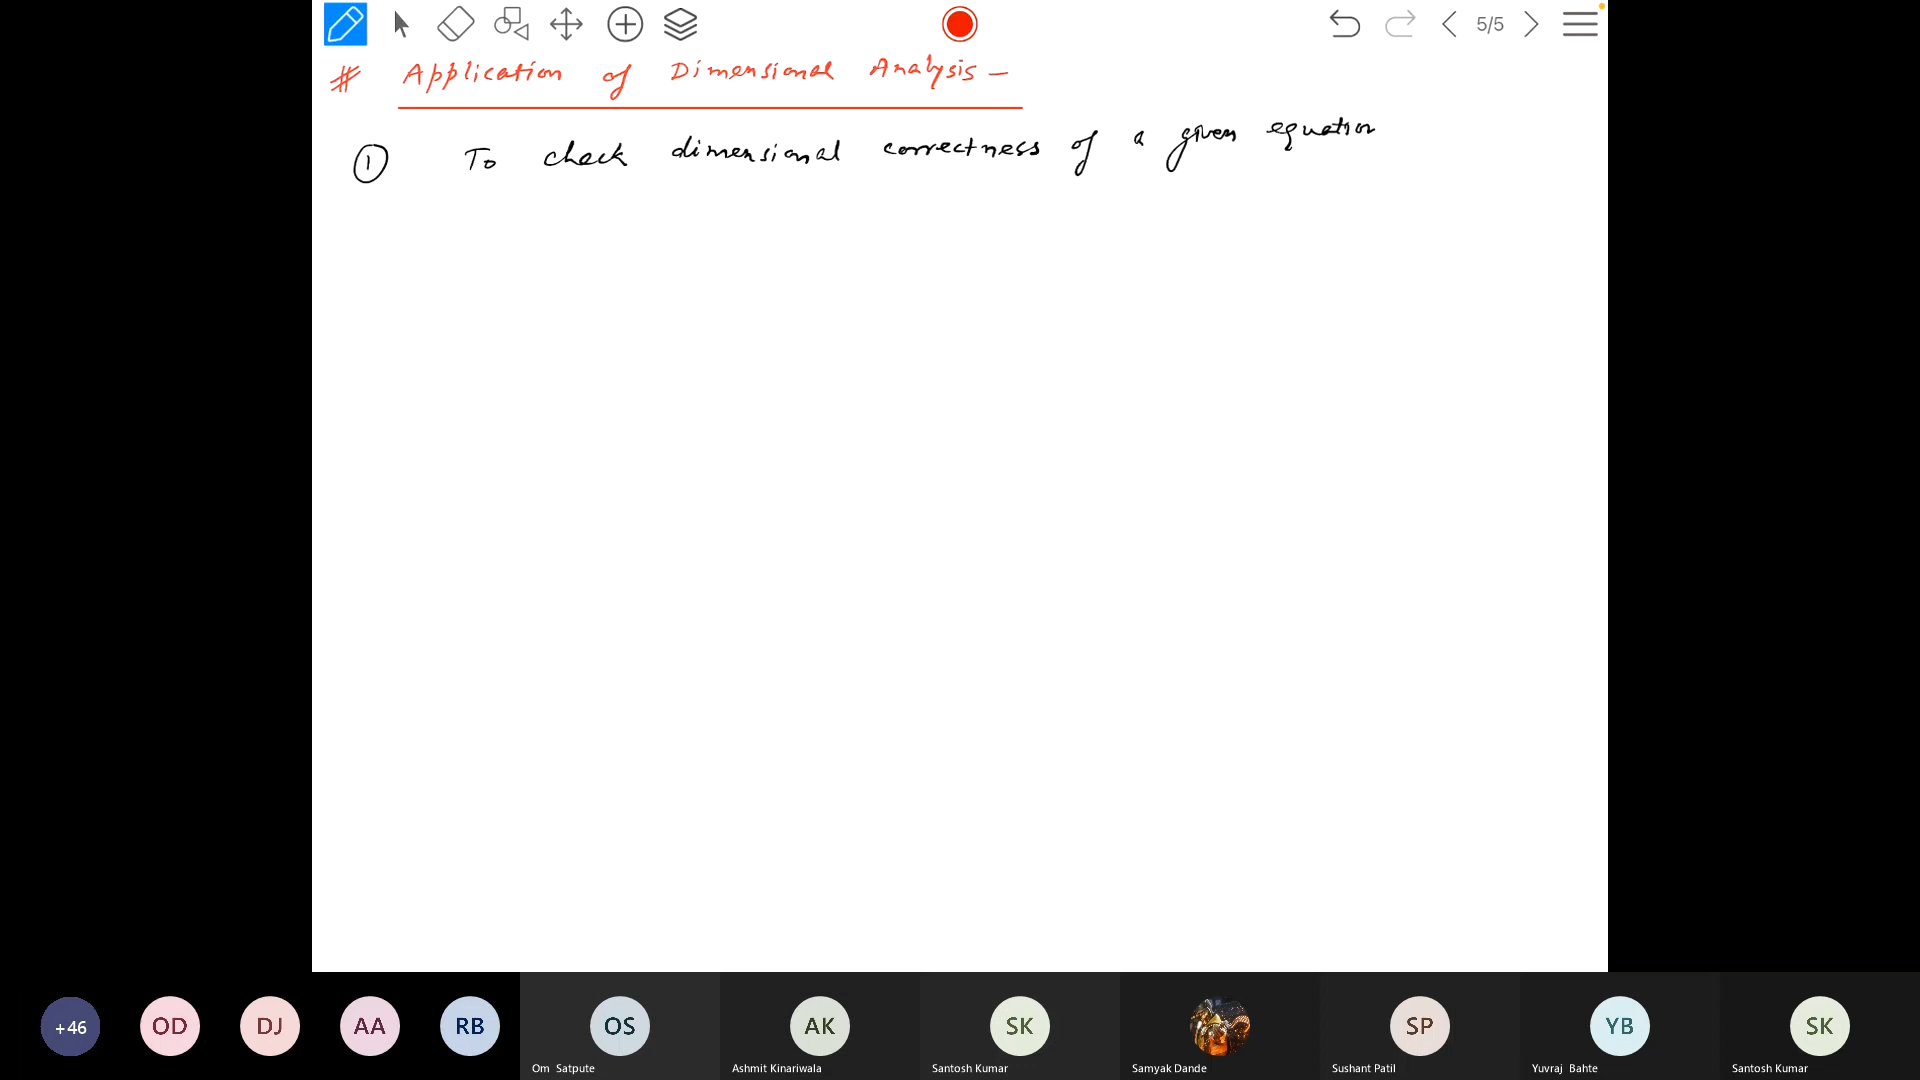 5/5
# Application of Dimensional Analysis -
① To check dimensional correctness of a given equation
+46 OD DJ AA RB OS AK SK SP YB SK
Om Satpute Ashmit Kinariwala Santosh Kumar Samyak Dande Sushant Patil Yuvraj Bahte Santosh Kumar